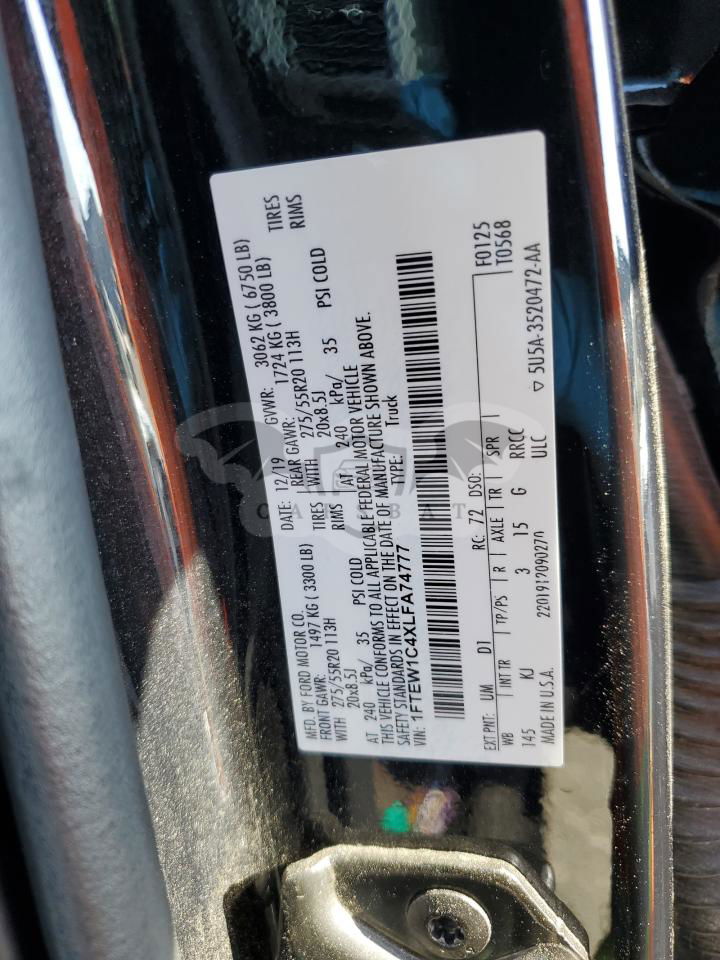 MFD. BY FORD MOTOR CO.
DATE: 12/19 GVWR: 3062 KG ( 6750 LB)
FRONT GAWR: 1497 KG ( 3300 LB) REAR GAWR: 1724 KG ( 3800 LB)
WITH 275/55R20 113H TIRES WITH 275/55R20 113H TIRES
20x8.5J RIMS 20x8.5J RIMS
AT 240 kPa/ 35 PSI COLD AT 240 kPa/ 35 PSI COLD
THIS VEHICLE CONFORMS TO ALL APPLICABLE FEDERAL MOTOR VEHICLE
SAFETY STANDARDS IN EFFECT ON THE DATE OF MANUFACTURE SHOWN ABOVE.
VIN: 1FTEW1C4XLFA74777 TYPE: Truck
F0125
T0568
EXT PNT: UM D1 RC: 72 DSO:
WB INT TR TP/PS R AXLE TR SPR
145 KJ 3 15 G RRCC
2201912090270 ULC
MADE IN U.S.A. 5U5A-3520472-AA